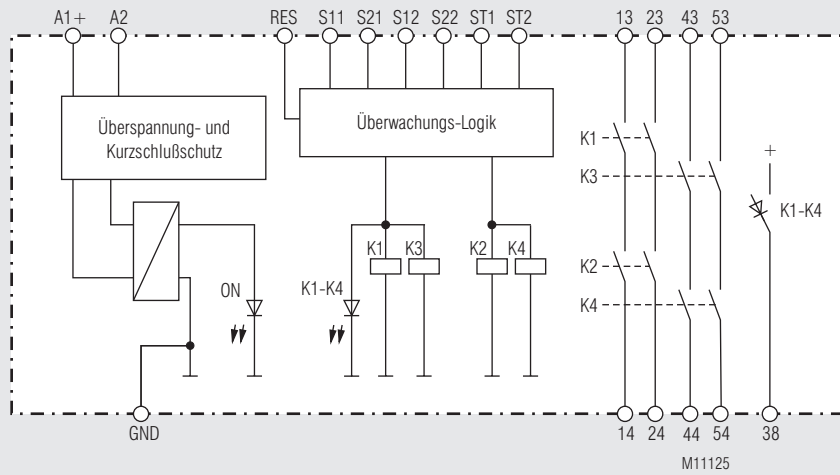 A1+ A2 RES S11 S21 S12 S22 ST1 ST2 13 23 43 53
Überspannung- und
Kurzschlußschutz
Überwachungs-Logik
K1
K3
+
K1-K4
K1 K3 K2 K4
K2
ON K1-K4
K4
GND 14 24 44 54 38
M11125